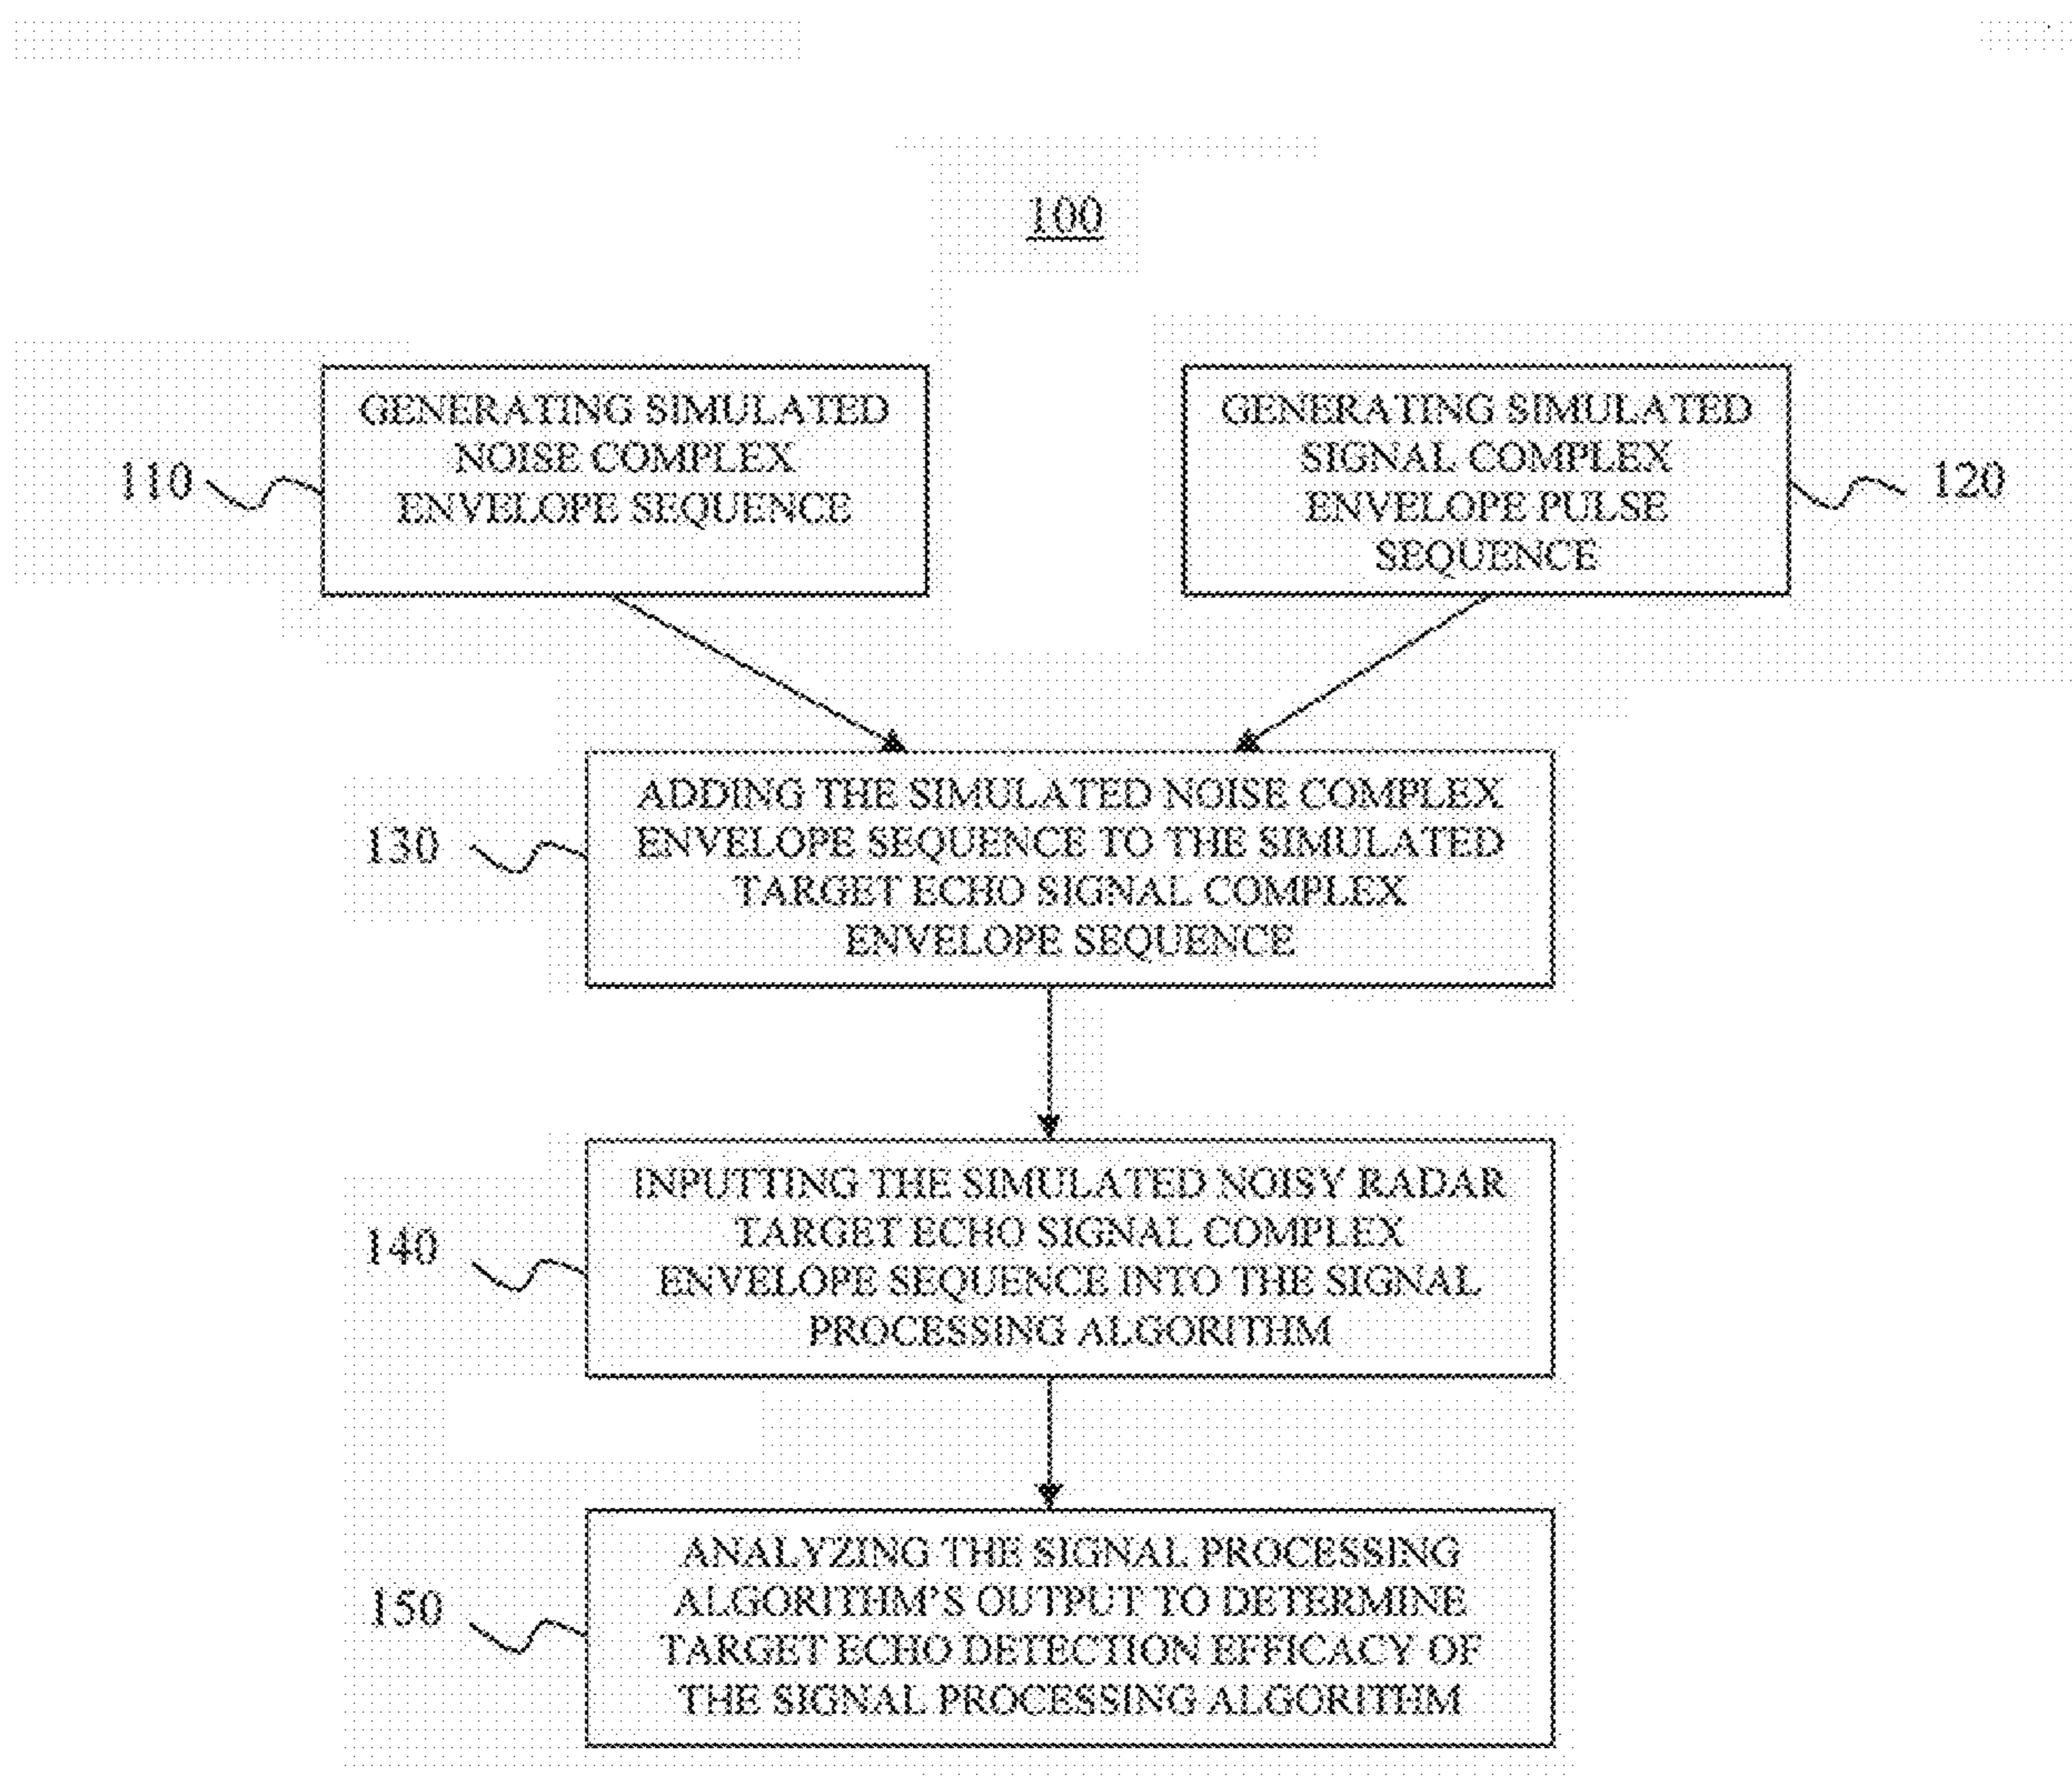 100
GENERATING SIMULATED
NOISE COMPLEX
ENVELOPE SEQUENCE
110
GENERATING SIMULATED
SIGNAL COMPLEX
ENVELOPE PULSE
SEQUENCE
120
ADDING THE SIMULATED NOISE COMPLEX
ENVELOPE SEQUENCE TO THE SIMULATED
TARGET ECHO SIGNAL COMPLEX
ENVELOPE SEQUENCE
130
INPUTTING THE SIMULATED NOISY RADAR
TARGET ECHO SIGNAL COMPLEX
ENVELOPE SEQUENCE INTO THE SIGNAL
PROCESSING ALGORITHM
140
ANALYZING THE SIGNAL PROCESSING
ALGORITHM'S OUTPUT TO DETERMINE
TARGET ECHO DETECTION EFFICACY OF
THE SIGNAL PROCESSING ALGORITHM
150